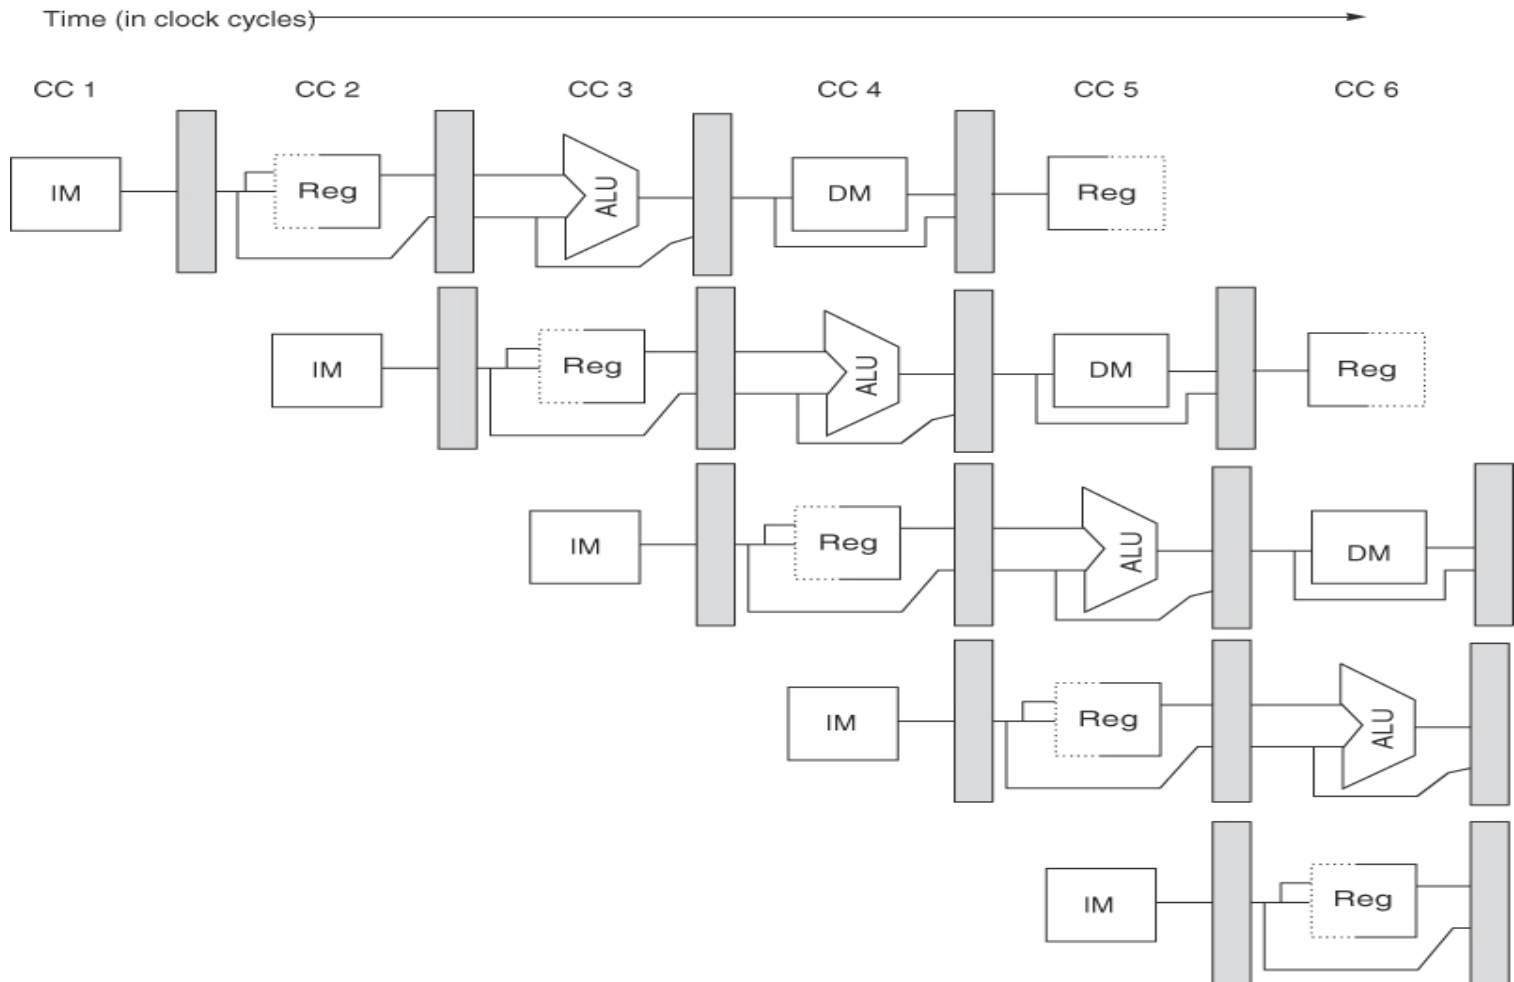 Time (in clock cycles)
CC 1 CC 2 CC 3 CC 4 CC 5 CC 6
IM Reg ALU DM Reg
IM Reg ALU DM Reg
IM Reg ALU DM
IM Reg ALU
IM Reg